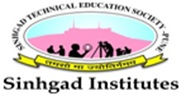 SINHGAD TECHNICAL EDUCATION SOCIETY, PUNE
Sinhgad Institutes